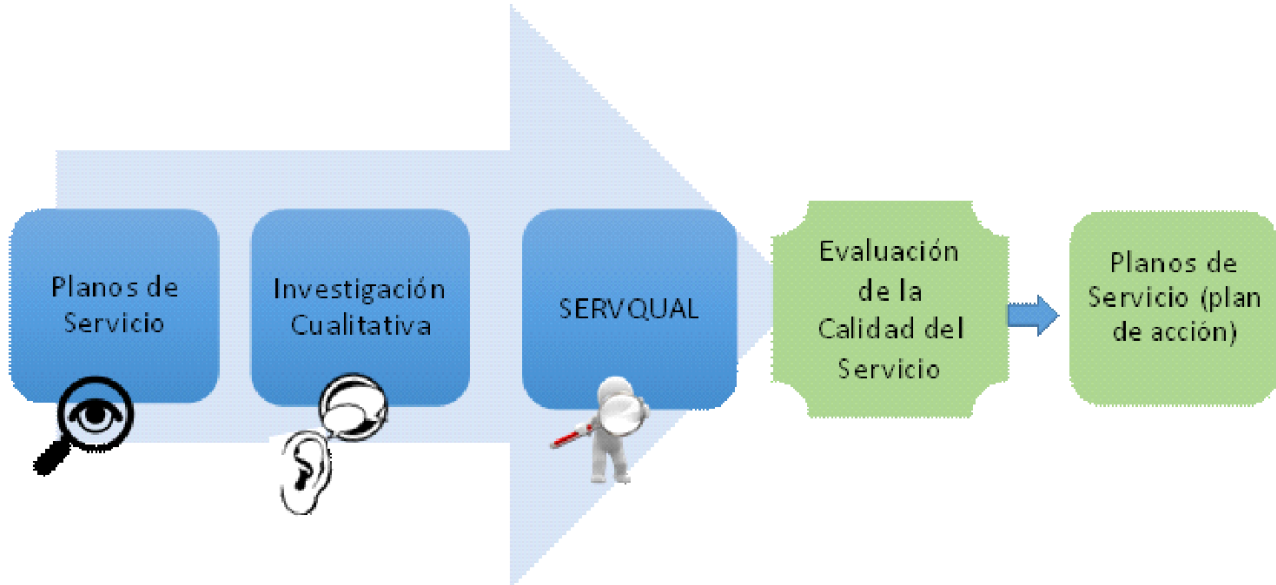 Planos de
Servicio
Investigación
Cualitativa
SERVQUAL
Evaluación
de la
Calidad del
Servicio
Planos de
Servicio (plan
de acción)